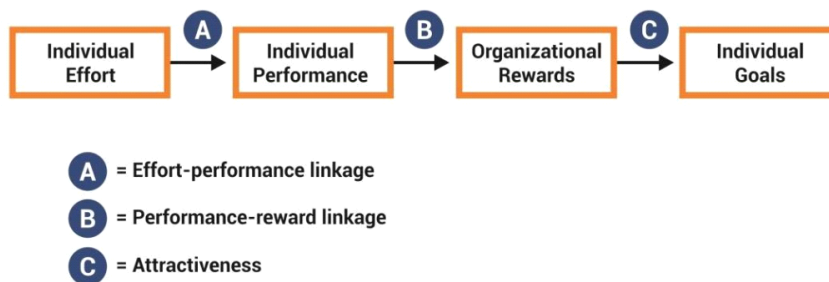 A
B
C
Individual
Effort
Individual
Performance
Organizational
Rewards
Individual
Goals
A = Effort-performance linkage
B = Performance-reward linkage
C = Attractiveness